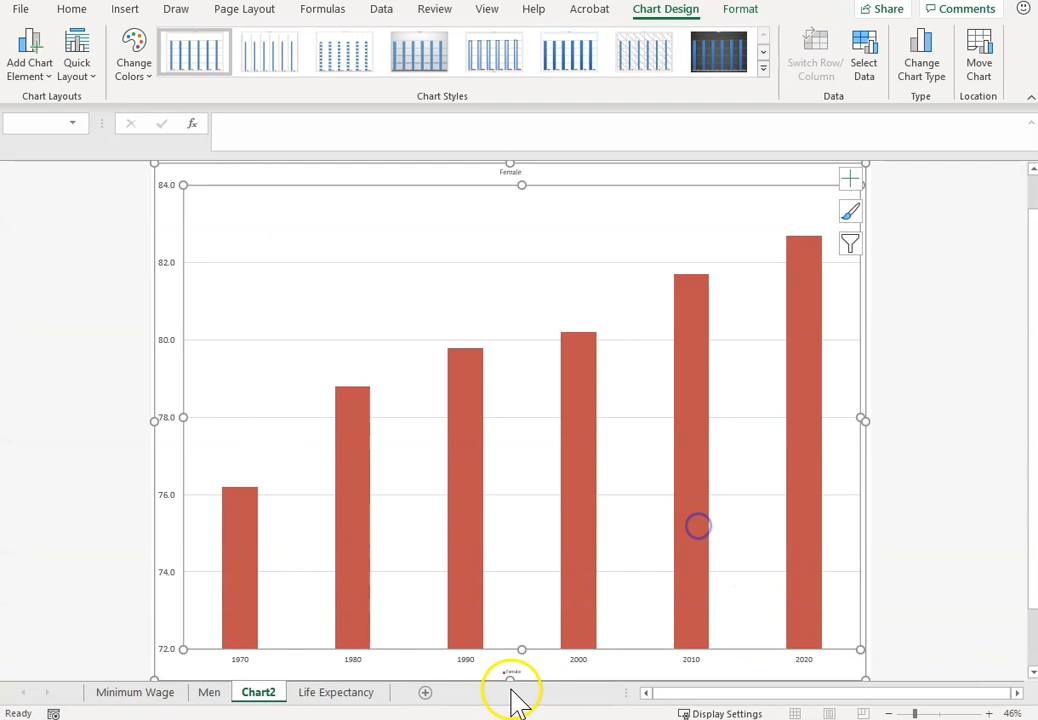 File Home Insert Draw Page Layout Formulas Data Review View Help Acrobat Chart Design Format Share Comments
Add Chart Element
Quick Layout
Change Colors
Switch Row/ Column
Select Data
Change Chart Type
Move Chart
Chart Layouts Chart Styles Data Type Location
fx
Female
84.0
82.0
80.0
78.0
76.0
74.0
72.0
1970 1980 1990 2000 2010 2020
Female
Minimum Wage Men Chart2 Life Expectancy
Ready Display Settings 46%